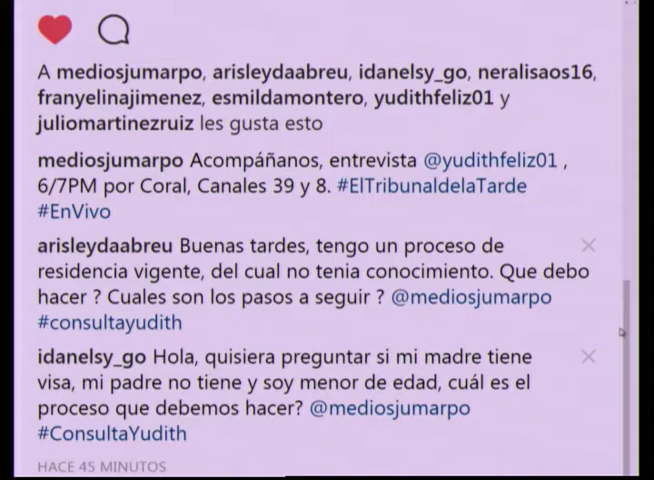 A mediosjumarpo, arisleydaabreu, idanelsy_go, neralisaos16,
franyelinajimenez, esmildamontero, yudithfeliz01 y
juliomartinezruiz les gusta esto
mediosjumarpo Acompáñanos, entrevista @yudithfeliz01 ,
6/7PM por Coral, Canales 39 y 8. #ElTribunaldelaTarde
#EnVivo
arisleydaabreu Buenas tardes, tengo un proceso de
residencia vigente, del cual no tenia conocimiento. Que debo
hacer ? Cuales son los pasos a seguir ? @mediosjumarpo
#consultayudith
idanelsy_go Hola, quisiera preguntar si mi madre tiene
visa, mi padre no tiene y soy menor de edad, cuál es el
proceso que debemos hacer? @mediosjumarpo
#ConsultaYudith
HACE 45 MINUTOS